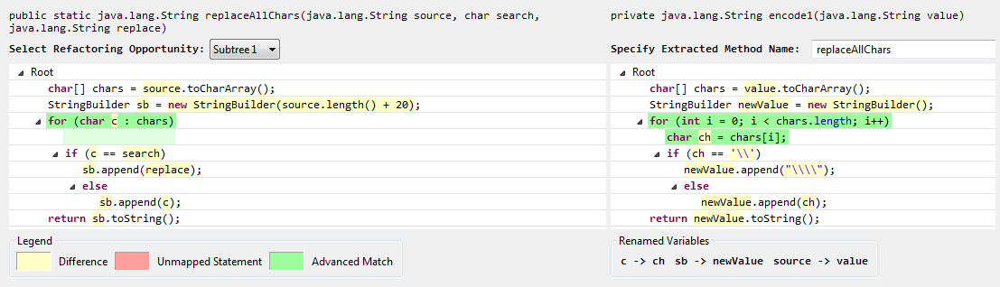 public static java.lang.String replaceAllChars(java.lang.String source, char search,
java.lang.String replace)
Select Refactoring Opportunity: Subtree 1
Root
char[] chars = source.toCharArray();
StringBuilder sb = new StringBuilder(source.length() + 20);
for (char c : chars)
if (c == search)
sb.append(replace);
else
sb.append(c);
return sb.toString();
Legend
Difference
Unmapped Statement
Advanced Match
private java.lang.String encode1(java.lang.String value)
Specify Extracted Method Name: replaceAllChars
Root
char[] chars = value.toCharArray();
StringBuilder newValue = new StringBuilder();
for (int i = 0; i < chars.length; i++)
char ch = chars[i];
if (ch == '\\')
newValue.append("\\\\");
else
newValue.append(ch);
return newValue.toString();
Renamed Variables
c -> ch sb -> newValue source -> value